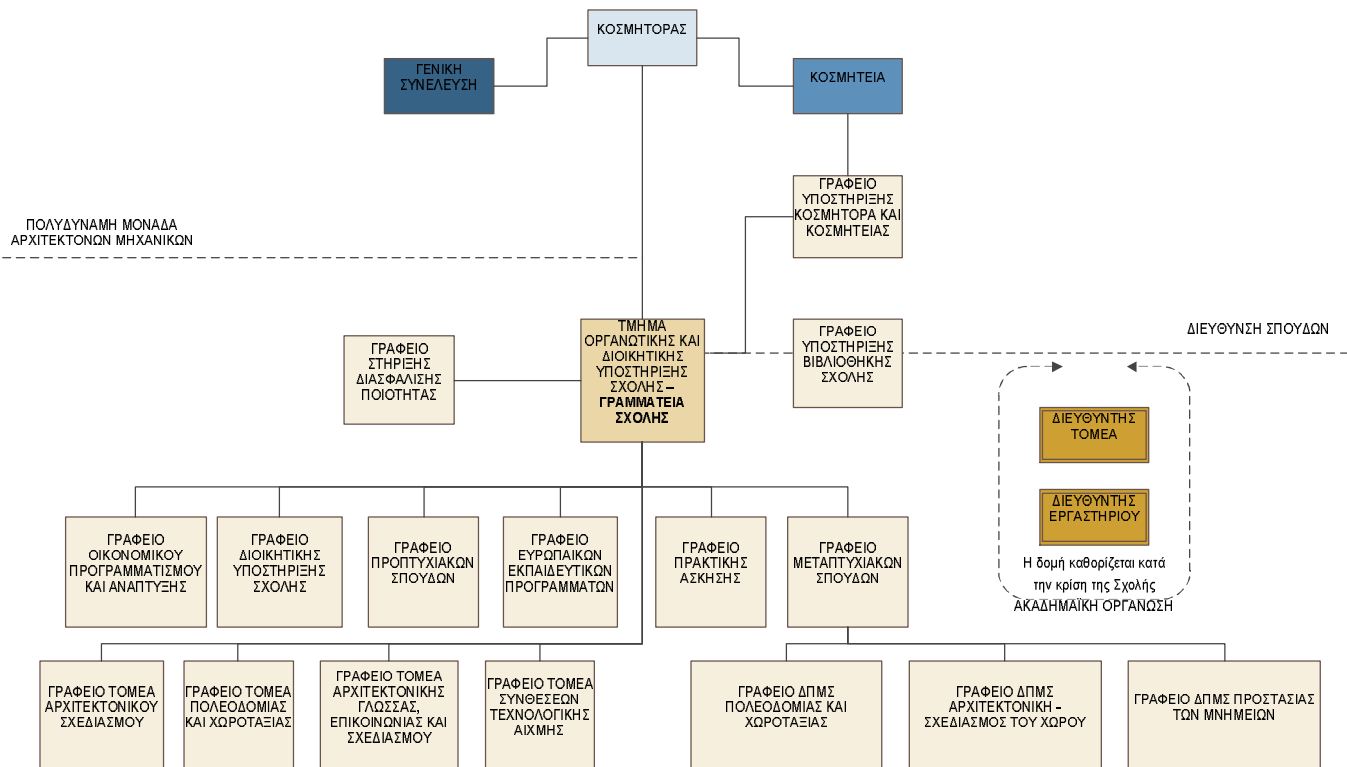 ΚΟΣΜΗΤΟΡΑΣ
ΓΕΝΙΚΗ
ΣΥΝΕΛΕΥΣΗ
ΚΟΣΜΗΤΕΙΑ
ΓΡΑΦΕΙΟ
ΥΠΟΣΤΗΡΙΞΗΣ
ΚΟΣΜΗΤΟΡΑ ΚΑΙ
ΚΟΣΜΗΤΕΙΑΣ
ΠΟΛΥΔΥΝΑΜΗ ΜΟΝΑΔΑ
ΑΡΧΙΤΕΚΤΟΝΩΝ ΜΗΧΑΝΙΚΩΝ
ΓΡΑΦΕΙΟ
ΣΤΗΡΙΞΗΣ
ΔΙΑΣΦΑΛΙΣΗΣ
ΠΟΙΟΤΗΤΑΣ
ΤΜΗΜΑ
ΟΡΓΑΝΩΤΙΚΗΣ ΚΑΙ
ΔΙΟΙΚΗΤΙΚΗΣ
ΥΠΟΣΤΗΡΙΞΗΣ
ΣΧΟΛΗΣ –
ΓΡΑΜΜΑΤΕΙΑ
ΣΧΟΛΗΣ
ΓΡΑΦΕΙΟ
ΥΠΟΣΤΗΡΙΞΗΣ
ΒΙΒΛΙΟΘΗΚΗΣ
ΣΧΟΛΗΣ
ΔΙΕΥΘΥΝΣΗ ΣΠΟΥΔΩΝ
ΔΙΕΥΘΥΝΤΗΣ
ΤΟΜΕΑ
ΔΙΕΥΘΥΝΤΗΣ
ΕΡΓΑΣΤΗΡΙΟΥ
Η δομή καθορίζεται κατά
την κρίση της Σχολής
ΑΚΑΔΗΜΑΪΚΗ ΟΡΓΑΝΩΣΗ
ΓΡΑΦΕΙΟ
ΟΙΚΟΝΟΜΙΚΟΥ
ΠΡΟΓΡΑΜΜΑΤΙΣΜΟΥ
ΚΑΙ ΑΝΑΠΤΥΞΗΣ
ΓΡΑΦΕΙΟ
ΔΙΟΙΚΗΤΙΚΗΣ
ΥΠΟΣΤΗΡΙΞΗΣ
ΣΧΟΛΗΣ
ΓΡΑΦΕΙΟ
ΠΡΟΠΤΥΧΙΑΚΩΝ
ΣΠΟΥΔΩΝ
ΓΡΑΦΕΙΟ
ΕΥΡΩΠΑΙΚΩΝ
ΕΚΠΑΙΔΕΥΤΙΚΩΝ
ΠΡΟΓΡΑΜΜΑΤΩΝ
ΓΡΑΦΕΙΟ
ΠΡΑΚΤΙΚΗΣ
ΑΣΚΗΣΗΣ
ΓΡΑΦΕΙΟ
ΜΕΤΑΠΤΥΧΙΑΚΩΝ
ΣΠΟΥΔΩΝ
ΓΡΑΦΕΙΟ ΤΟΜΕΑ
ΑΡΧΙΤΕΚΤΟΝΙΚΟΥ
ΣΧΕΔΙΑΣΜΟΥ
ΓΡΑΦΕΙΟ ΤΟΜΕΑ
ΠΟΛΕΟΔΟΜΙΑΣ
ΚΑΙ ΧΩΡΟΤΑΞΙΑΣ
ΓΡΑΦΕΙΟ ΤΟΜΕΑ
ΑΡΧΙΤΕΚΤΟΝΙΚΗΣ
ΓΛΩΣΣΑΣ,
ΕΠΙΚΟΙΝΩΝΙΑΣ ΚΑΙ
ΣΧΕΔΙΑΣΜΟΥ
ΓΡΑΦΕΙΟ ΤΟΜΕΑ
ΣΥΝΘΕΣΕΩΝ
ΤΕΧΝΟΛΟΓΙΚΗΣ
ΑΙΧΜΗΣ
ΓΡΑΦΕΙΟ ΔΠΜΣ
ΠΟΛΕΟΔΟΜΙΑΣ ΚΑΙ
ΧΩΡΟΤΑΞΙΑΣ
ΓΡΑΦΕΙΟ ΔΠΜΣ
ΑΡΧΙΤΕΚΤΟΝΙΚΗ –
ΣΧΕΔΙΑΣΜΟΣ ΤΟΥ ΧΩΡΟΥ
ΓΡΑΦΕΙΟ ΔΠΜΣ ΠΡΟΣΤΑΣΙΑΣ
ΤΩΝ ΜΝΗΜΕΙΩΝ